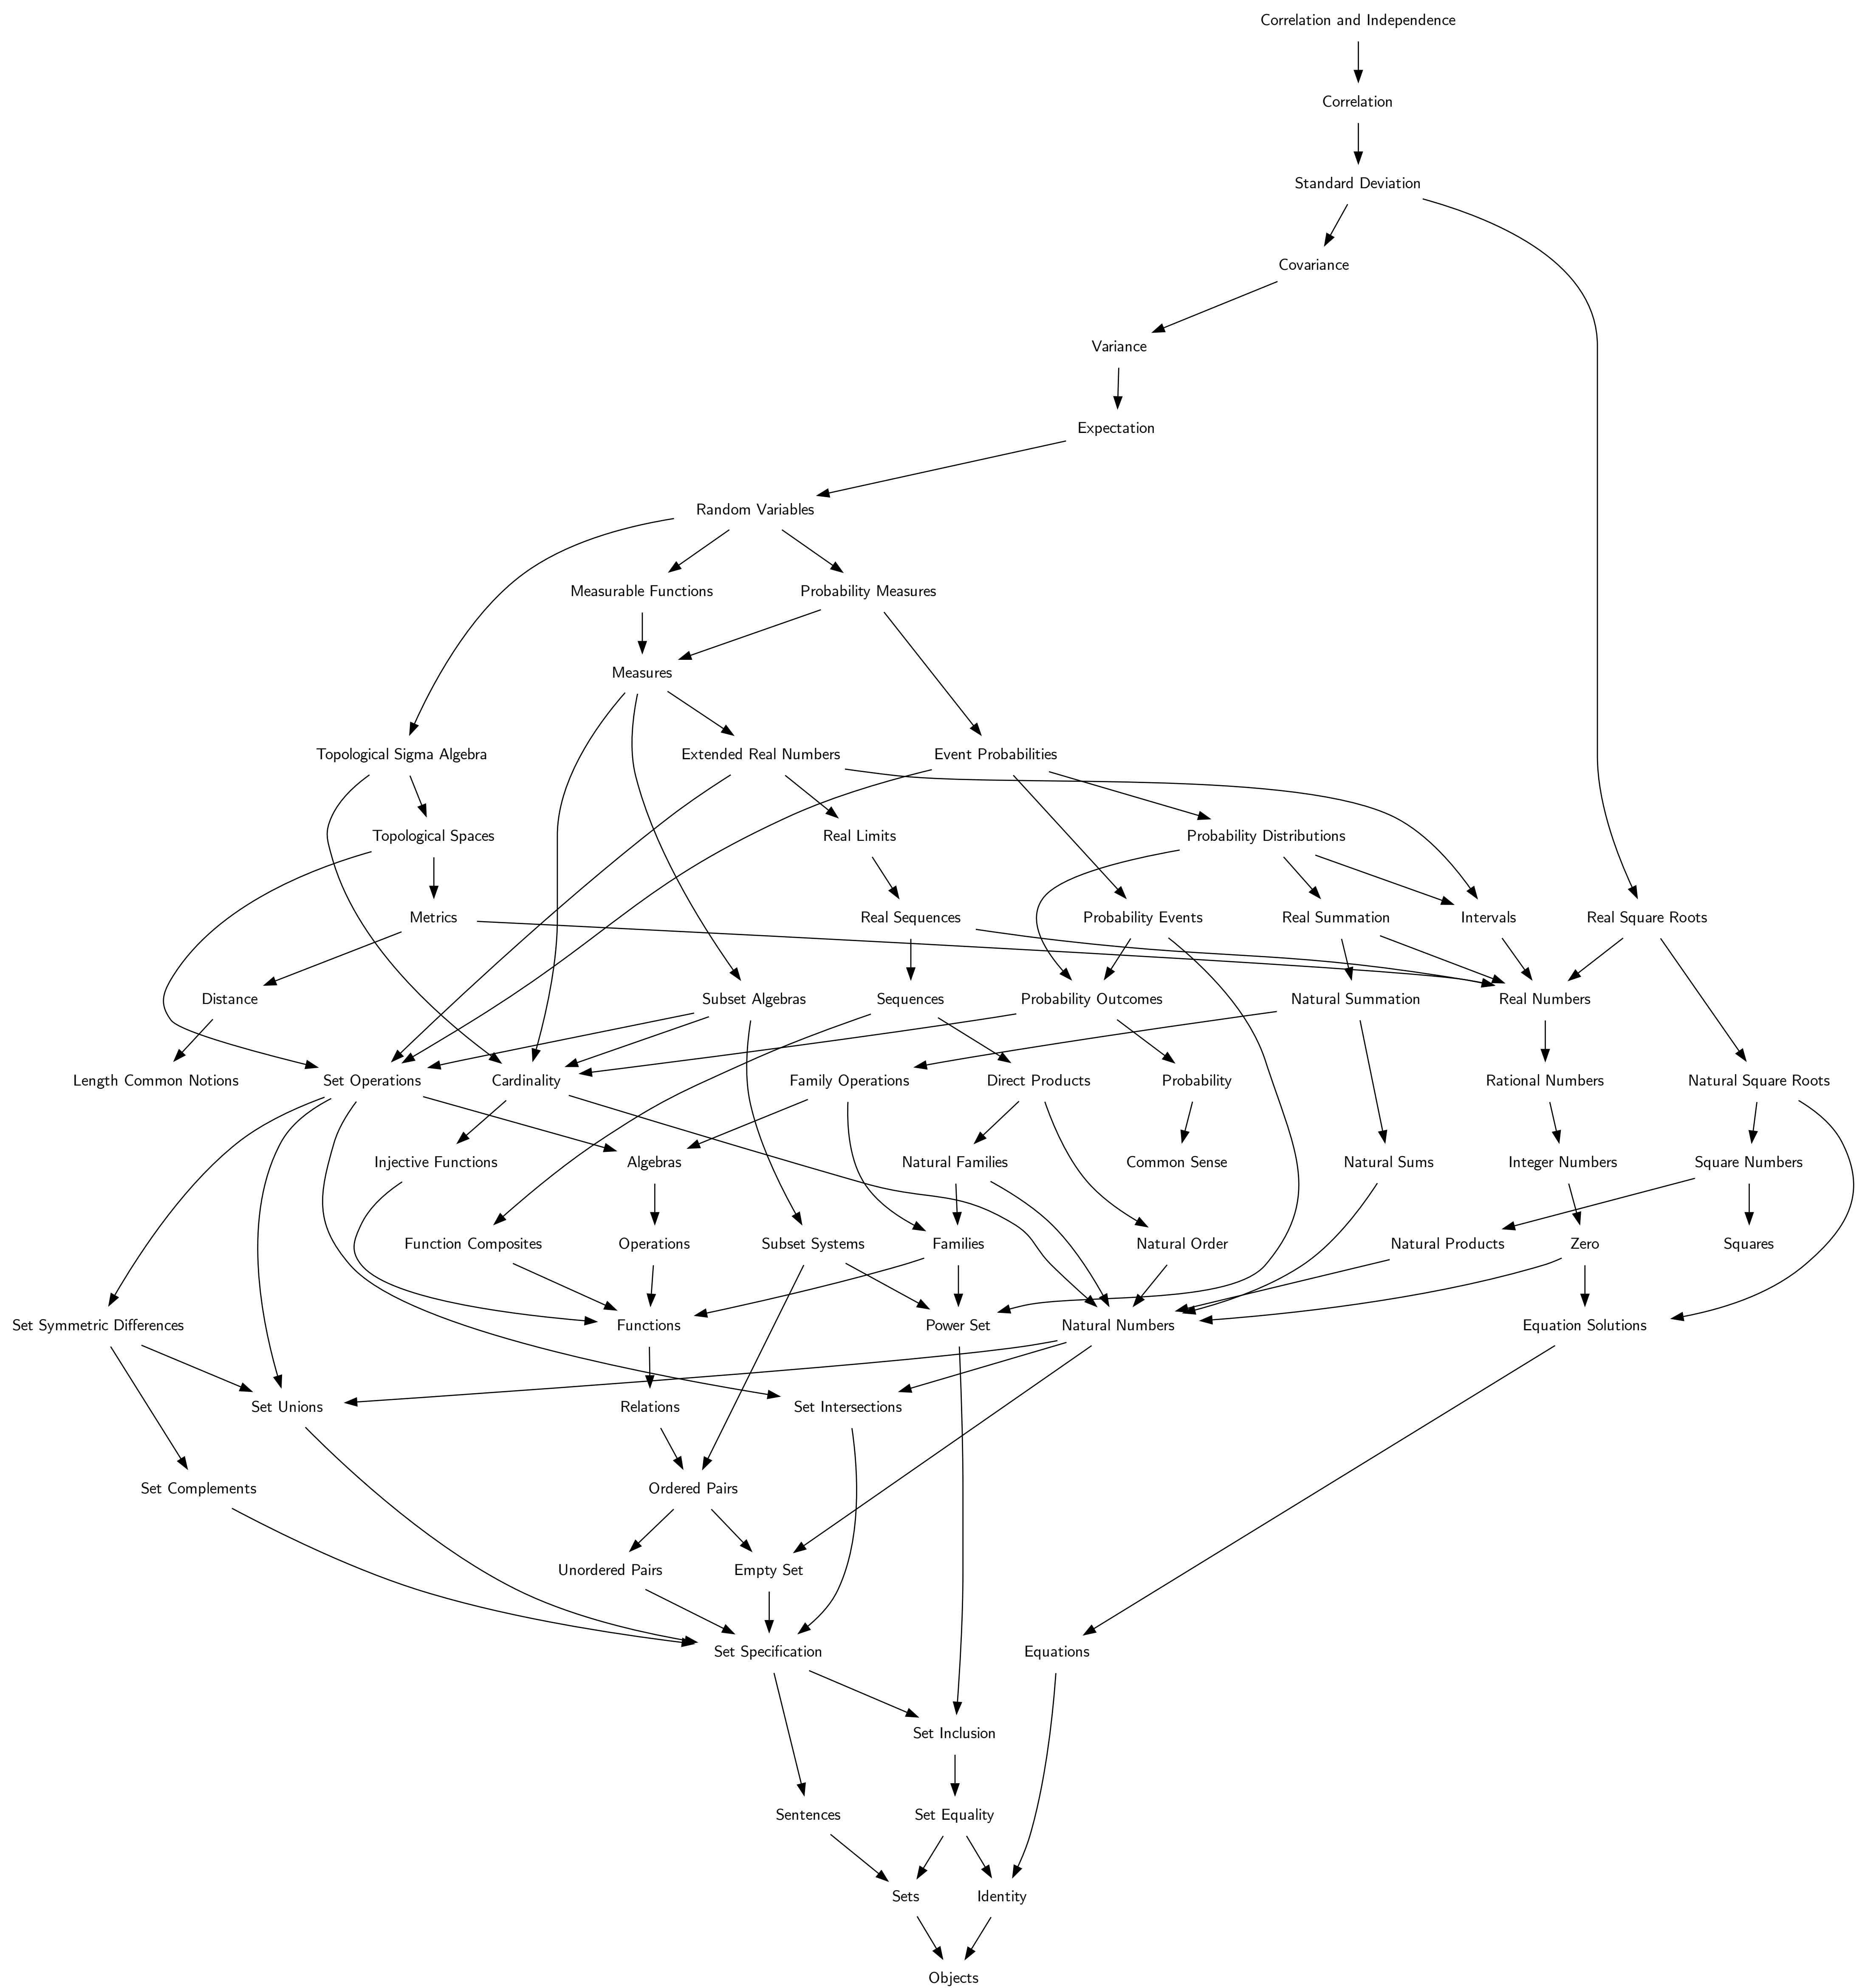 Correlation and Independence
Correlation
Standard Deviation
Covariance
Variance
Expectation
Random Variables
Measurable Functions
Probability Measures
Measures
Topological Sigma Algebra
Extended Real Numbers
Event Probabilities
Topological Spaces
Real Limits
Probability Distributions
Metrics
Real Sequences
Probability Events
Real Summation
Intervals
Real Square Roots
Distance
Subset Algebras
Sequences
Probability Outcomes
Natural Summation
Real Numbers
Length Common Notions
Set Operations
Cardinality
Family Operations
Direct Products
Probability
Rational Numbers
Natural Square Roots
Injective Functions
Algebras
Natural Families
Common Sense
Natural Sums
Integer Numbers
Square Numbers
Function Composites
Operations
Subset Systems
Families
Natural Order
Natural Products
Zero
Squares
Set Symmetric Differences
Functions
Power Set
Natural Numbers
Equation Solutions
Set Unions
Relations
Set Intersections
Set Complements
Ordered Pairs
Unordered Pairs
Empty Set
Set Specification
Equations
Set Inclusion
Sentences
Set Equality
Sets
Identity
Objects